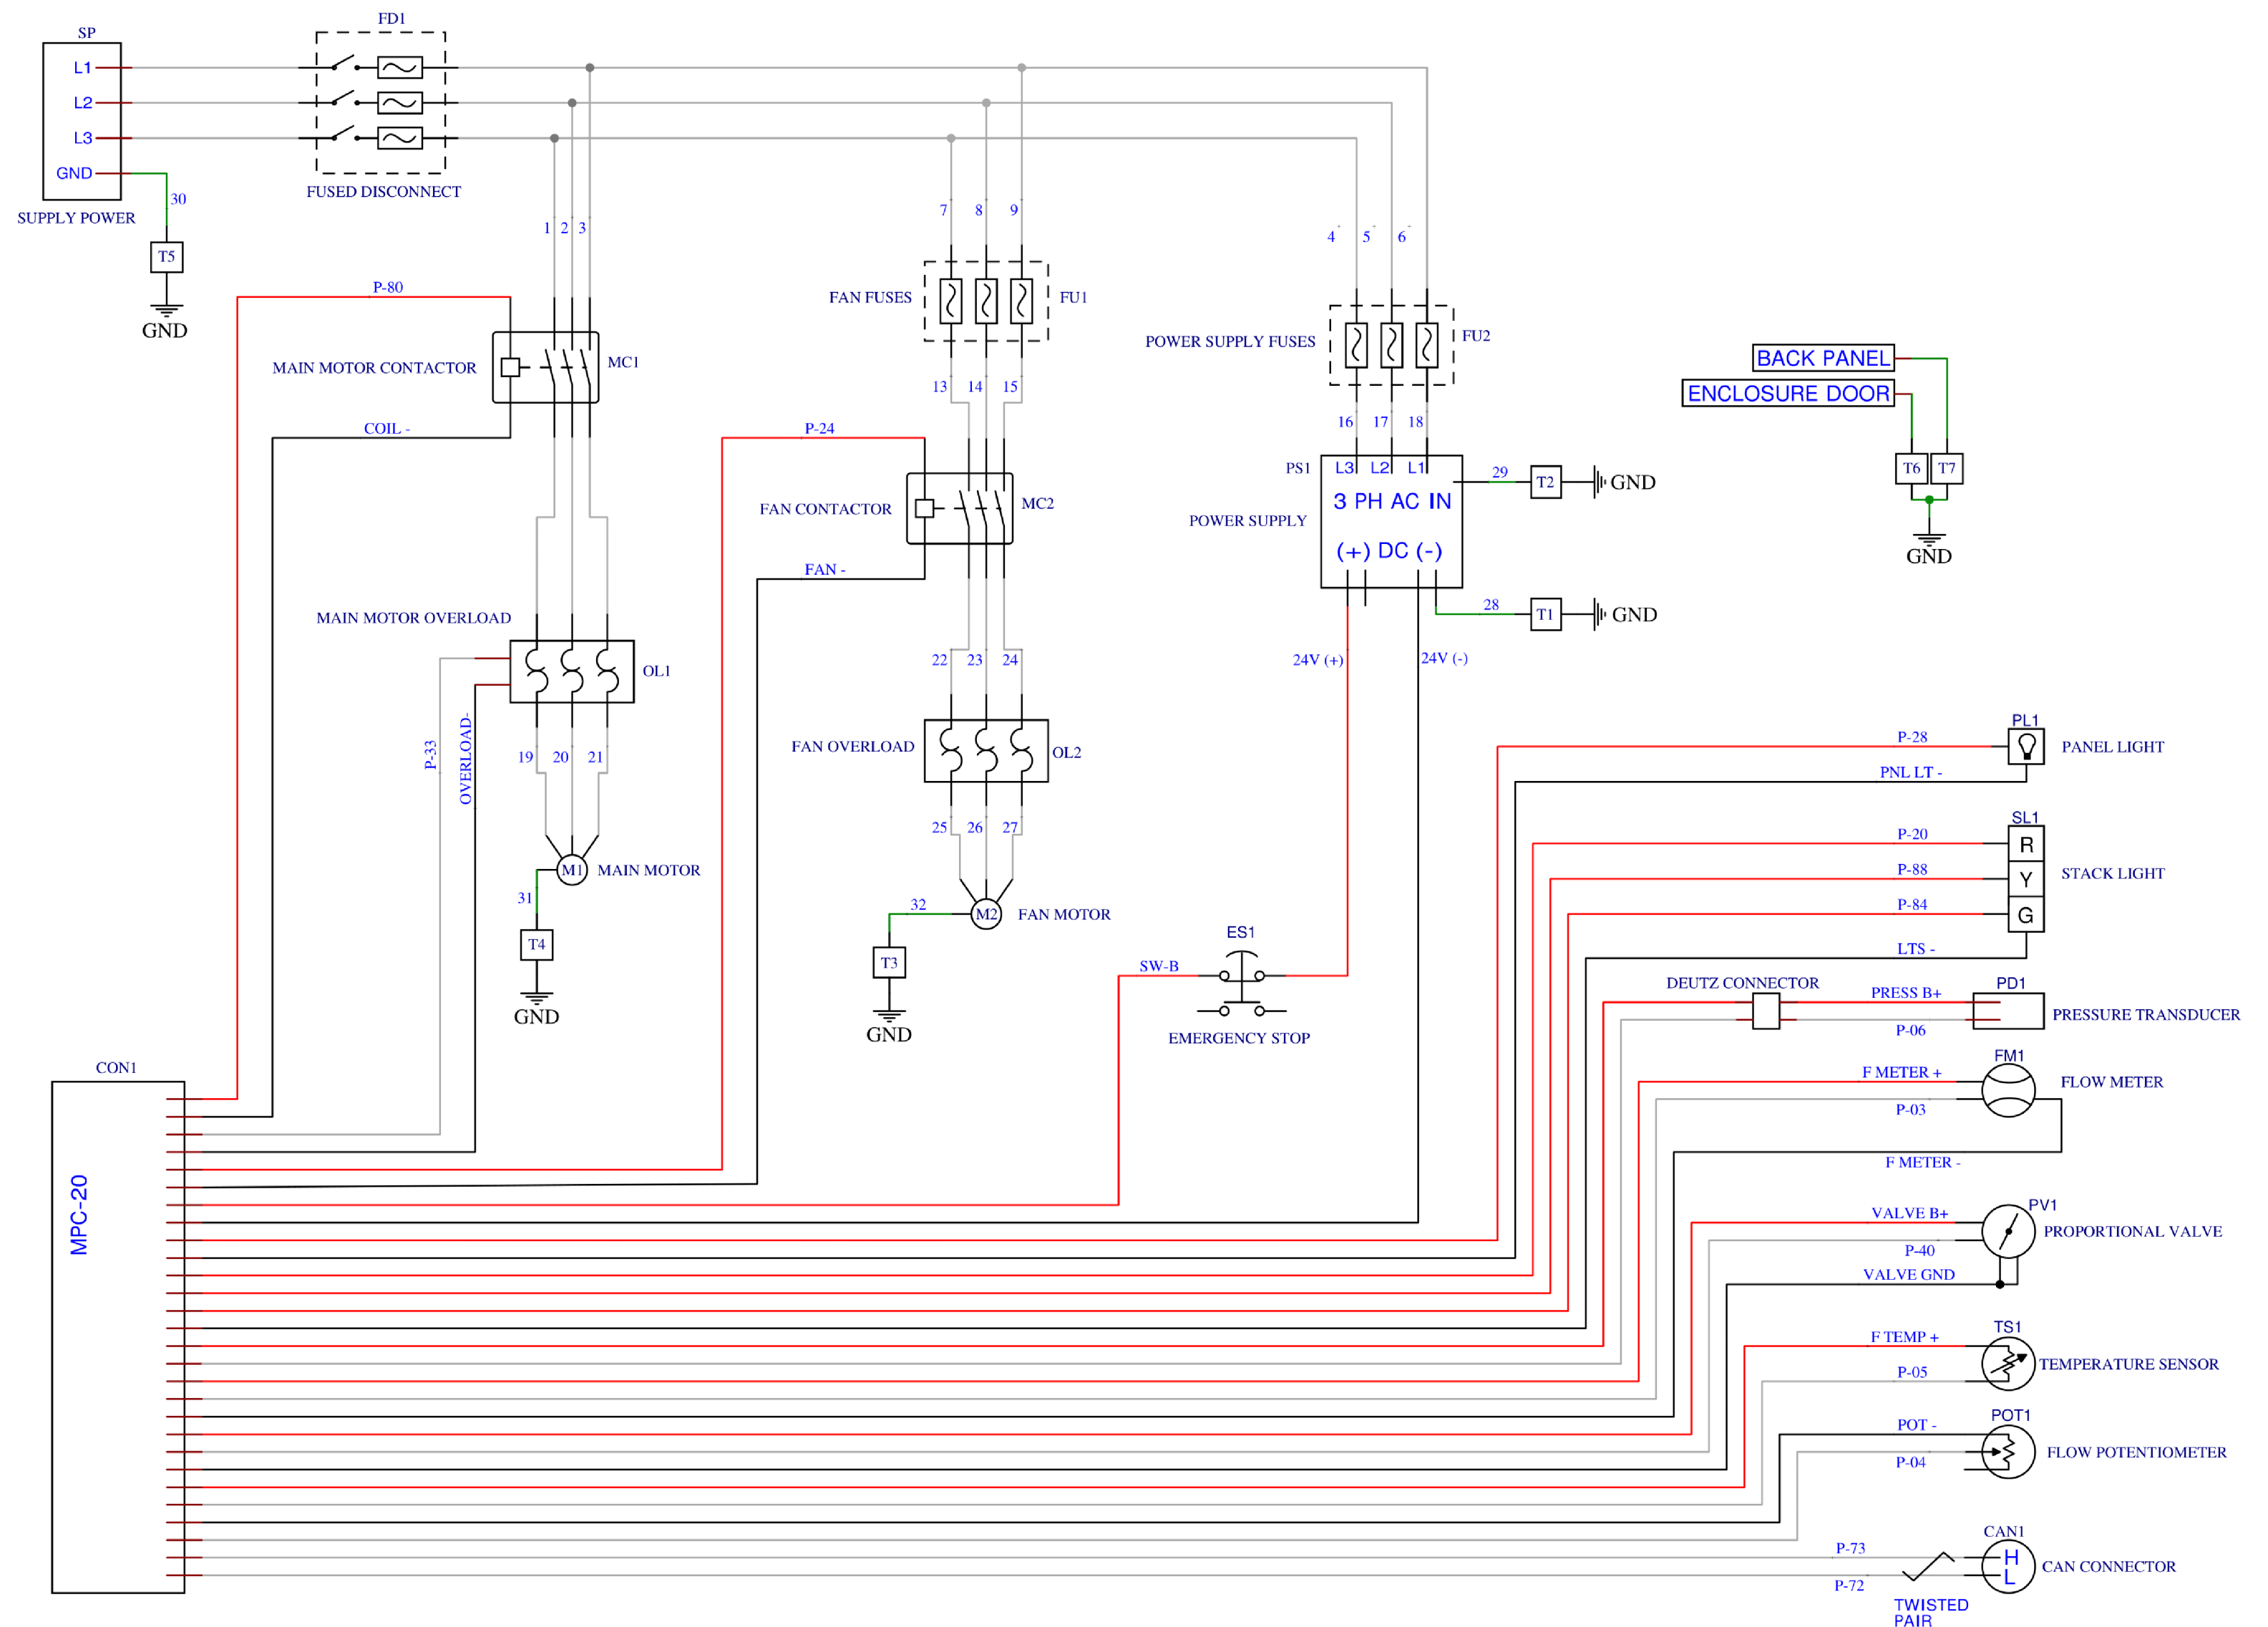 FD1
SP
L1
L2
L3
GND
FUSED DISCONNECT
30
SUPPLY POWER
7 8 9
1 2 3
4 5 6
T5
GND
P-80
FAN FUSES
FU1
POWER SUPPLY FUSES
FU2
MAIN MOTOR CONTACTOR
MC1
BACK PANEL
ENCLOSURE DOOR
13 14 15
16 17 18
COIL -
P-24
PS1
L3 L2 L1
3 PH AC IN
29
T2
GND
T6
T7
GND
FAN CONTACTOR
MC2
POWER SUPPLY
(+) DC (-)
FAN -
28
T1
GND
MAIN MOTOR OVERLOAD
OL1
22 23 24
24V (+)
24V (-)
P-33
OVERLOAD-
19 20 21
FAN OVERLOAD
OL2
PL1
P-28
PANEL LIGHT
PNL LT -
25 26 27
SL1
P-20
R
P-88
Y
STACK LIGHT
P-84
G
LTS -
M1
MAIN MOTOR
31
T4
GND
32
M2
FAN MOTOR
T3
GND
ES1
SW-B
EMERGENCY STOP
DEUTZ CONNECTOR
PD1
PRESS B+
P-06
PRESSURE TRANSDUCER
FM1
F METER +
FLOW METER
P-03
F METER -
CON1
MPC-20
PV1
VALVE B+
PROPORTIONAL VALVE
P-40
VALVE GND
TS1
F TEMP +
TEMPERATURE SENSOR
P-05
POT1
POT -
FLOW POTENTIOMETER
P-04
CAN1
P-73
H
CAN CONNECTOR
L
P-72
TWISTED
PAIR